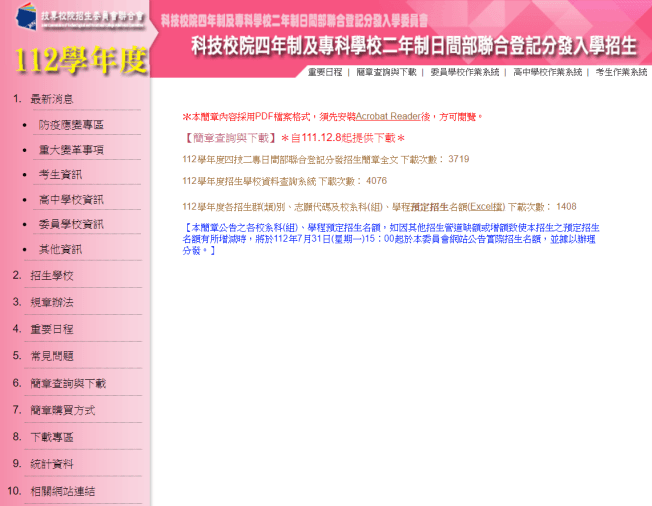 技專校院招生委員會聯合會
112學年度
科技校院四年制及專科學校二年制日間部聯合登記分發入學委員會
科技校院四年制及專科學校二年制日間部聯合登記分發入學招生
重要日程 | 簡章查詢與下載 | 委員學校作業系統 | 高中學校作業系統 | 考生作業系統
1. 最新消息
• 防疫應變專區
• 重大變革事項
• 考生資訊
• 高中學校資訊
• 委員學校資訊
• 其他資訊
2. 招生學校
3. 規章辦法
4. 重要日程
5. 常見問題
6. 簡章查詢與下載
7. 簡章購買方式
8. 下載專區
9. 統計資料
10. 相關網站連結
※本簡章內容採用PDF檔案格式，須先安裝Acrobat Reader後，方可閱覽。
【簡章查詢與下載】＊自111.12.8起提供下載＊
112學年度四技二專日間部聯合登記分發招生簡章全文 下載次數： 3719
112學年度招生學校資料查詢系統 下載次數： 4076
112學年度各招生群(類)別、志願代碼及校系科(組)、學程預定招生名額(Excel檔) 下載次數： 1408
【本簡章公告之各校系科(組)、學程預定招生名額，如因其他招生管道缺額或增額致使本招生之預定招生
名額有所增減時，將於112年7月31日(星期一)15：00起於本委員會網站公告實際招生名額，並據以辦理
分發。】